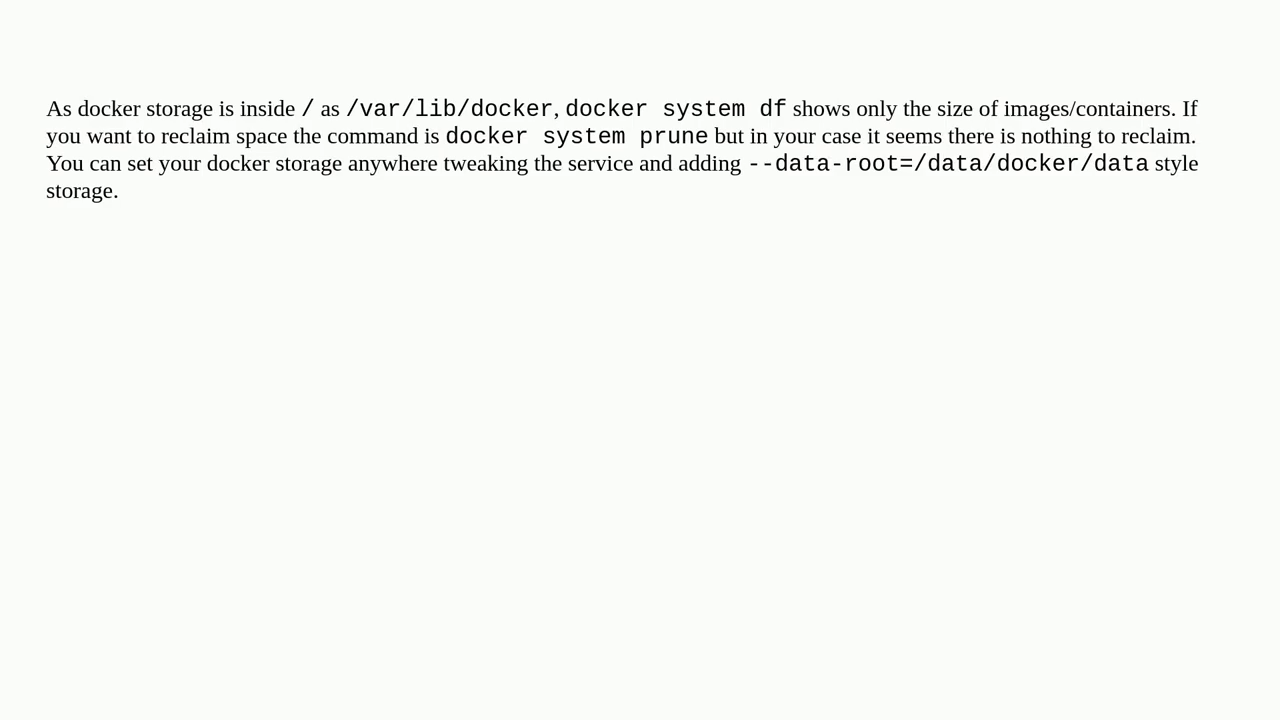 As docker storage is inside / as /var/lib/docker, docker system df shows only the size of images/containers. If
you want to reclaim space the command is docker system prune but in your case it seems there is nothing to reclaim.
You can set your docker storage anywhere tweaking the service and adding --data-root=/data/docker/data style
storage.